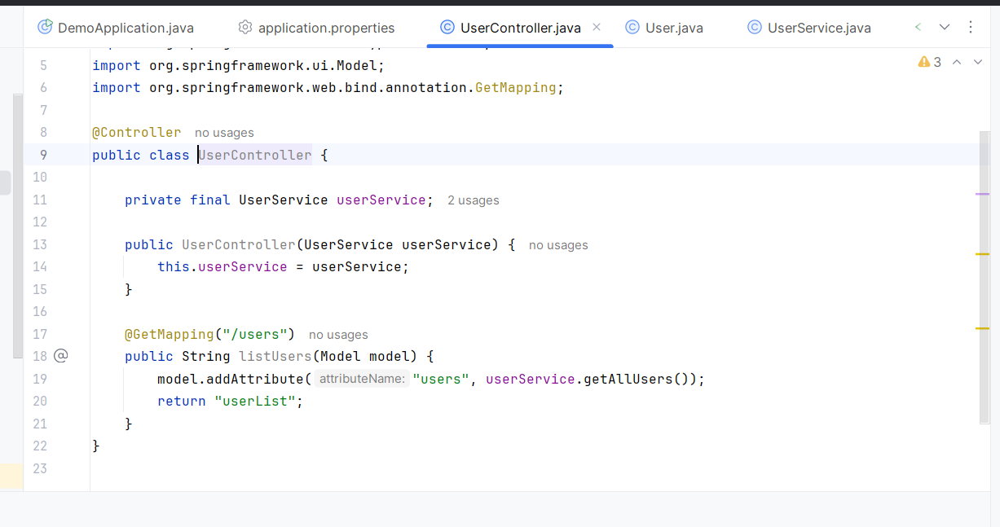 DemoApplication.java application.properties UserController.java User.java UserService.java
5 import org.springframework.ui.Model; 3
6 import org.springframework.web.bind.annotation.GetMapping;
7
8 @Controller no usages
9 public class UserController {
10
11 private final UserService userService; 2 usages
12
13 public UserController(UserService userService) { no usages
14 this.userService = userService;
15 }
16
17 @GetMapping("/users") no usages
18 public String listUsers(Model model) {
19 model.addAttribute( attributeName: "users", userService.getAllUsers());
20 return "userList";
21 }
22 }
23